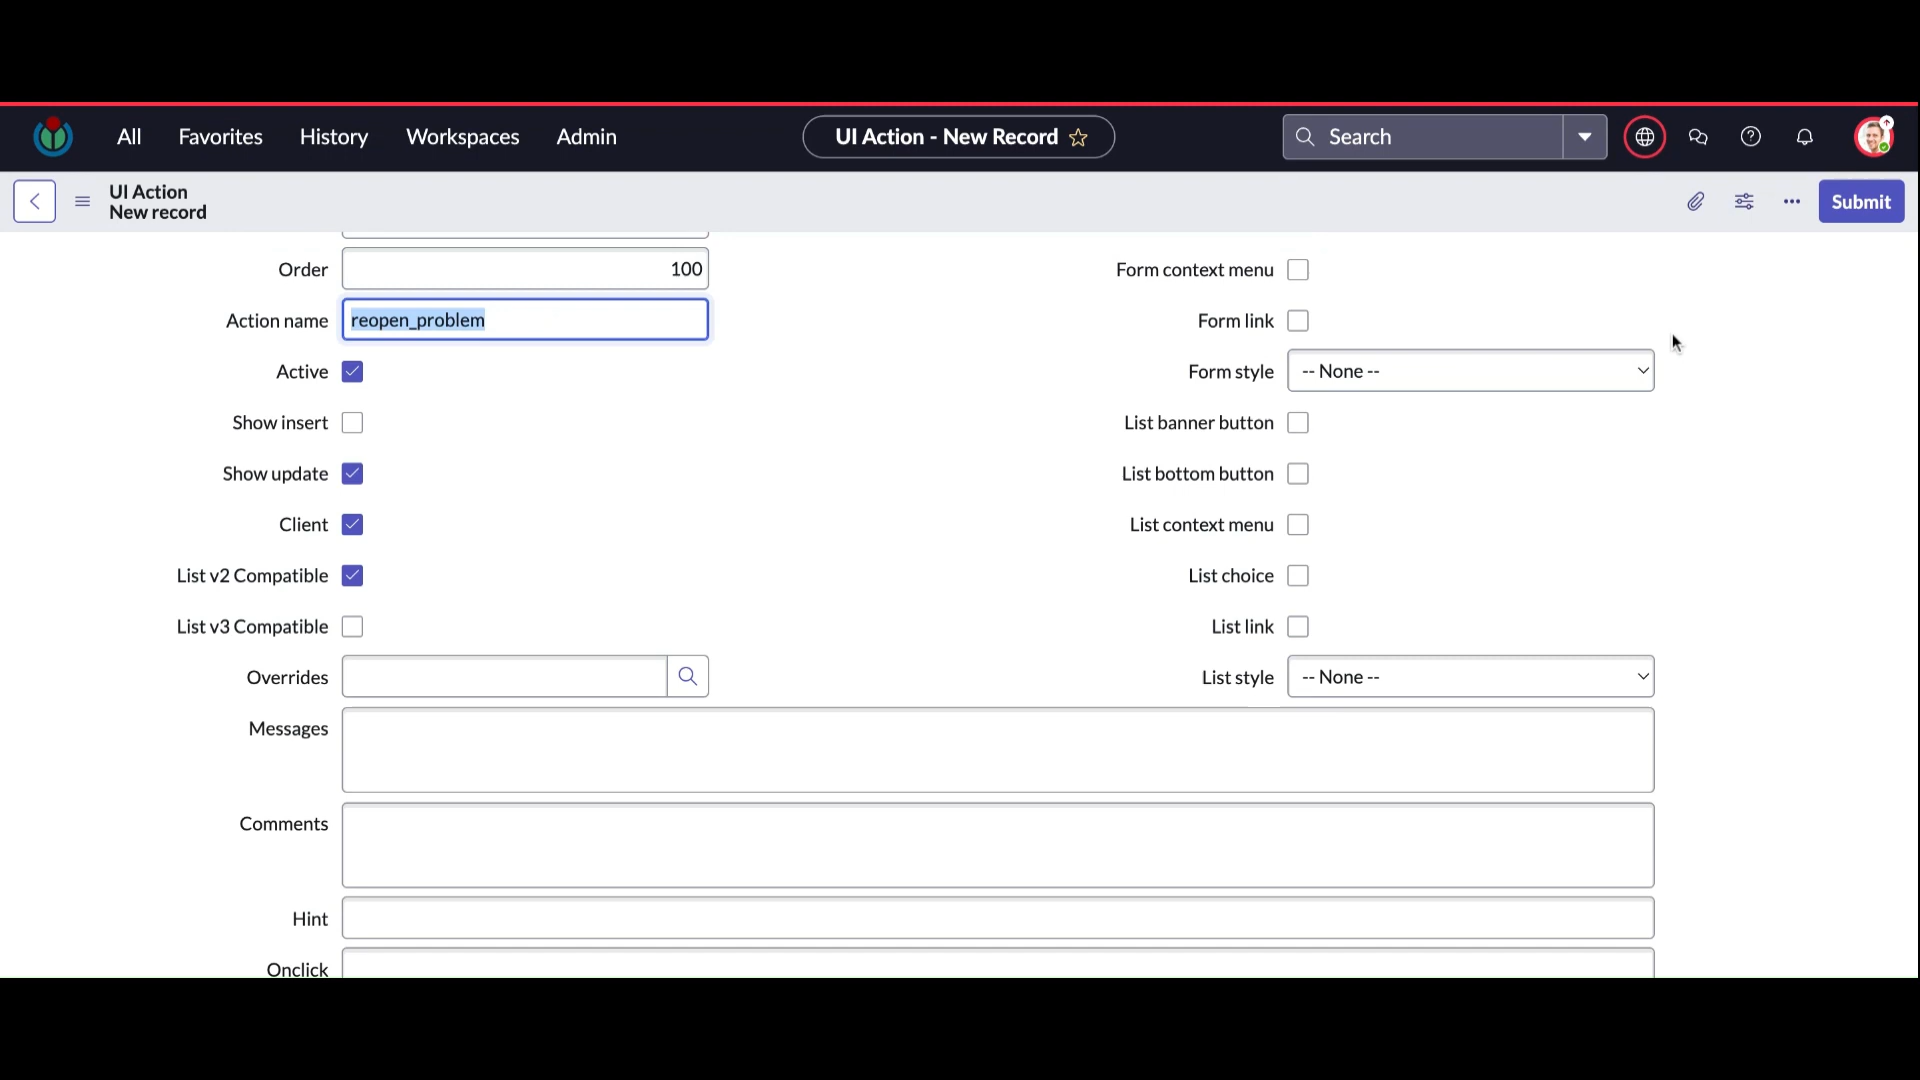 All Favorites History Workspaces Admin UI Action - New Record Search
UI Action
New record
Submit
Order 100 Form context menu
Action name reopen_problem Form link
Active Form style -- None --
Show insert List banner button
Show update List bottom button
Client List context menu
List v2 Compatible List choice
List v3 Compatible List link
Overrides List style -- None --
Messages
Comments
Hint
Onclick